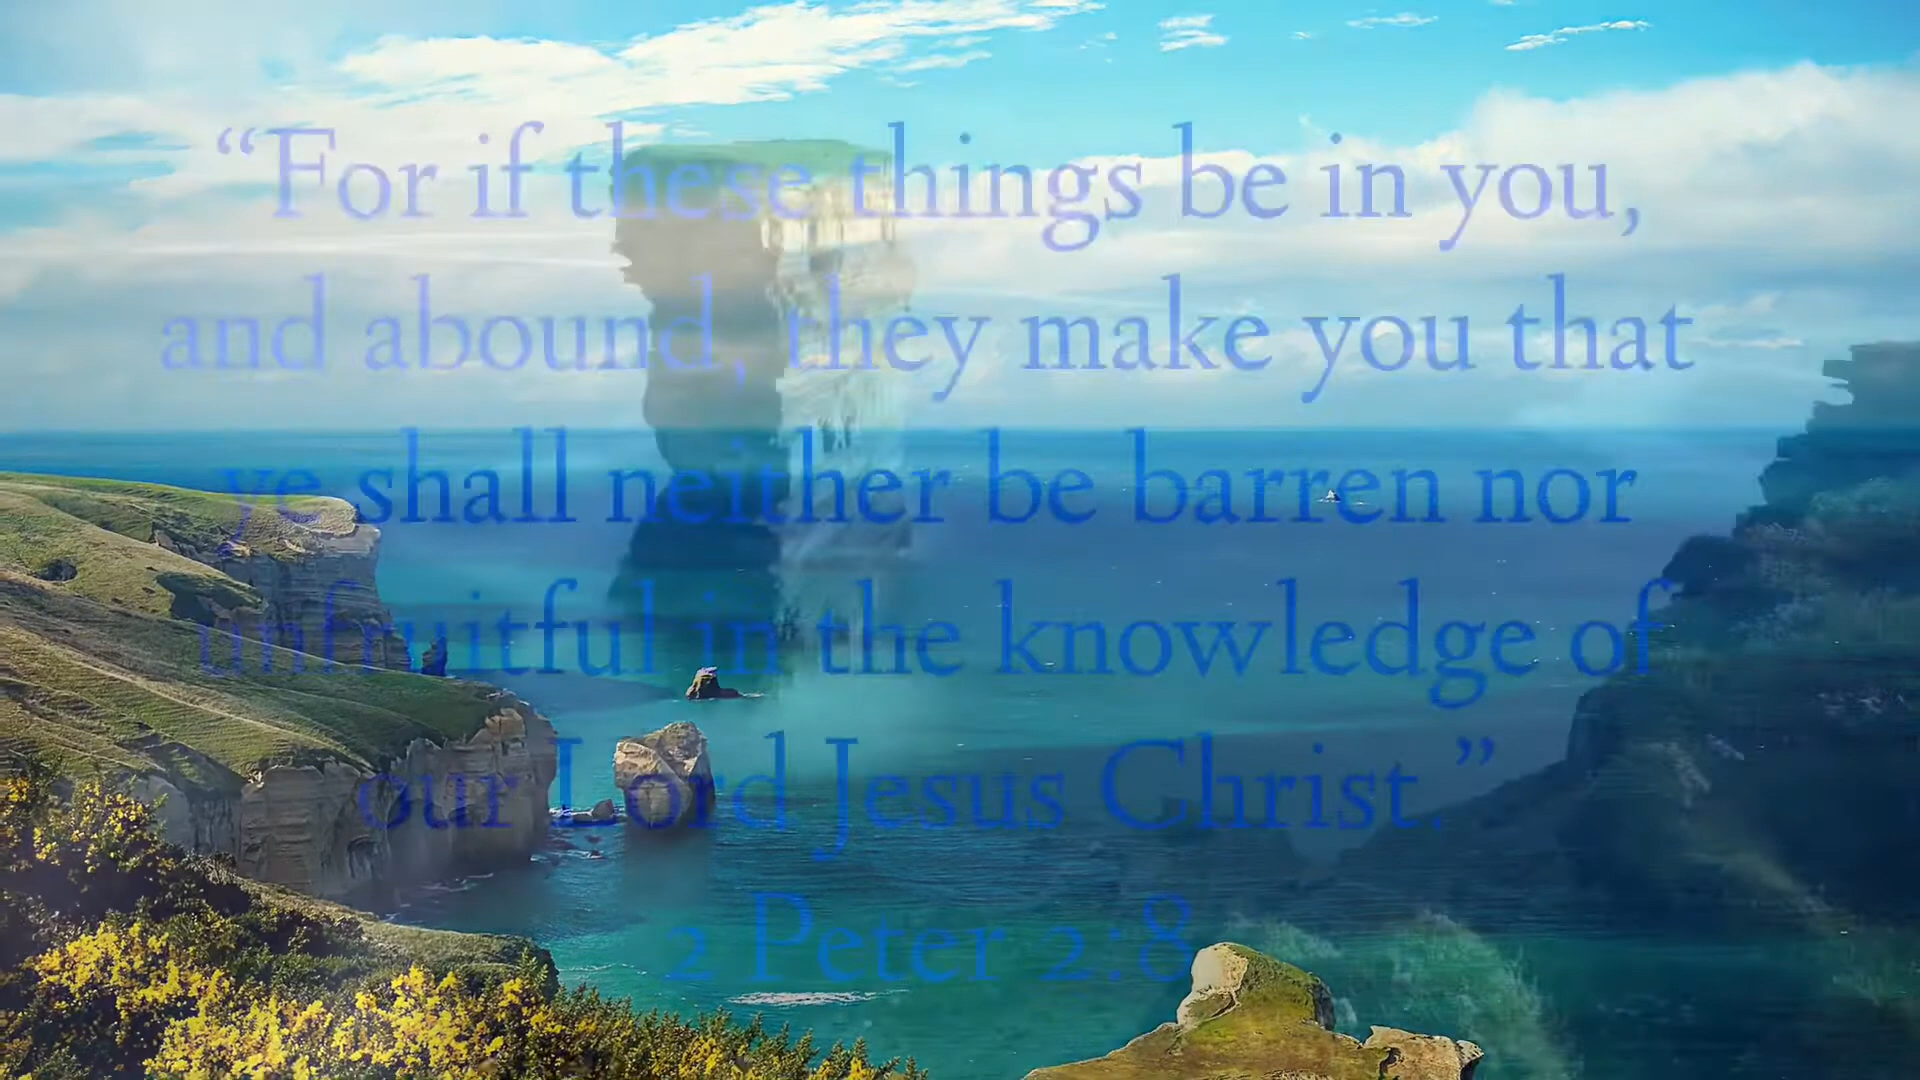 “For if these things be in you,
and abound, they make you that
ye shall neither be barren nor
unfruitful in the knowledge of
our Lord Jesus Christ.”
2 Peter 2:8